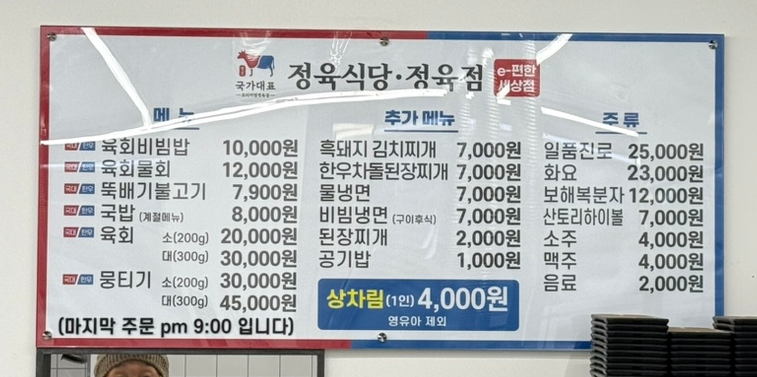 국가대표
정육식당·정육점
e-편한
세상점
메뉴
국대 한우 육회비빔밥 10,000원
국대 한우 육회물회 12,000원
국대 한우 뚝배기불고기 7,900원
국대 한우 국밥 (계절메뉴) 8,000원
국대 한우 육회 소(200g) 20,000원
대(300g) 30,000원
국대 한우 뭉티기 소(200g) 30,000원
대(300g) 45,000원
(마지막 주문 pm 9:00 입니다)
추가 메뉴
흑돼지 김치찌개 7,000원
한우차돌된장찌개 7,000원
물냉면 7,000원
비빔냉면 (구이후식) 7,000원
된장찌개 2,000원
공기밥 1,000원
상차림(1인) 4,000원
영유아 제외
주류
일품진로 25,000원
화요 23,000원
보해복분자 12,000원
산토리하이볼 7,000원
소주 4,000원
맥주 4,000원
음료 2,000원